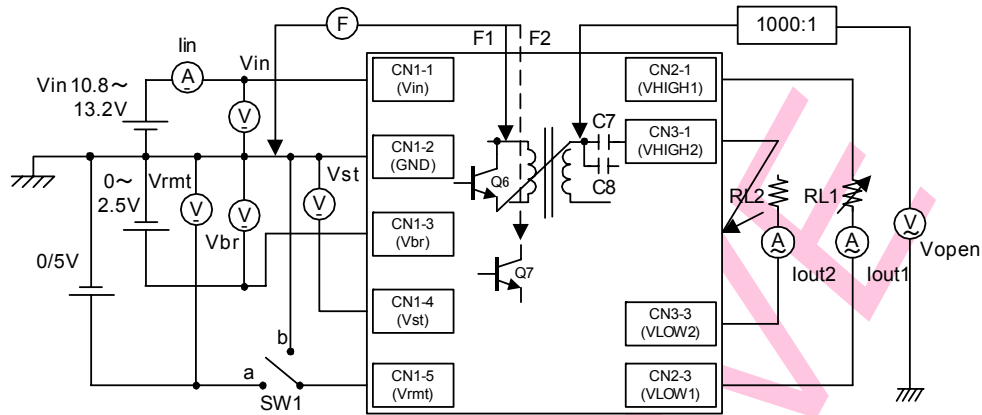 F
1000:1
F1
F2
Iin
A
Vin
Vin 10.8～
13.2V
V
CN1-1
(Vin)
CN2-1
(VHIGH1)
C7
CN1-2
(GND)
CN3-1
(VHIGH2)
0～
2.5V
Vrmt
V
V
Vst
V
Q6
C8
RL2
RL1
Vbr
CN1-3
(Vbr)
A
A
V
Vopen
0/5V
Q7
Iout2
Iout1
CN1-4
(Vst)
CN3-3
(VLOW2)
b
a
SW1
CN1-5
(Vrmt)
CN2-3
(VLOW1)